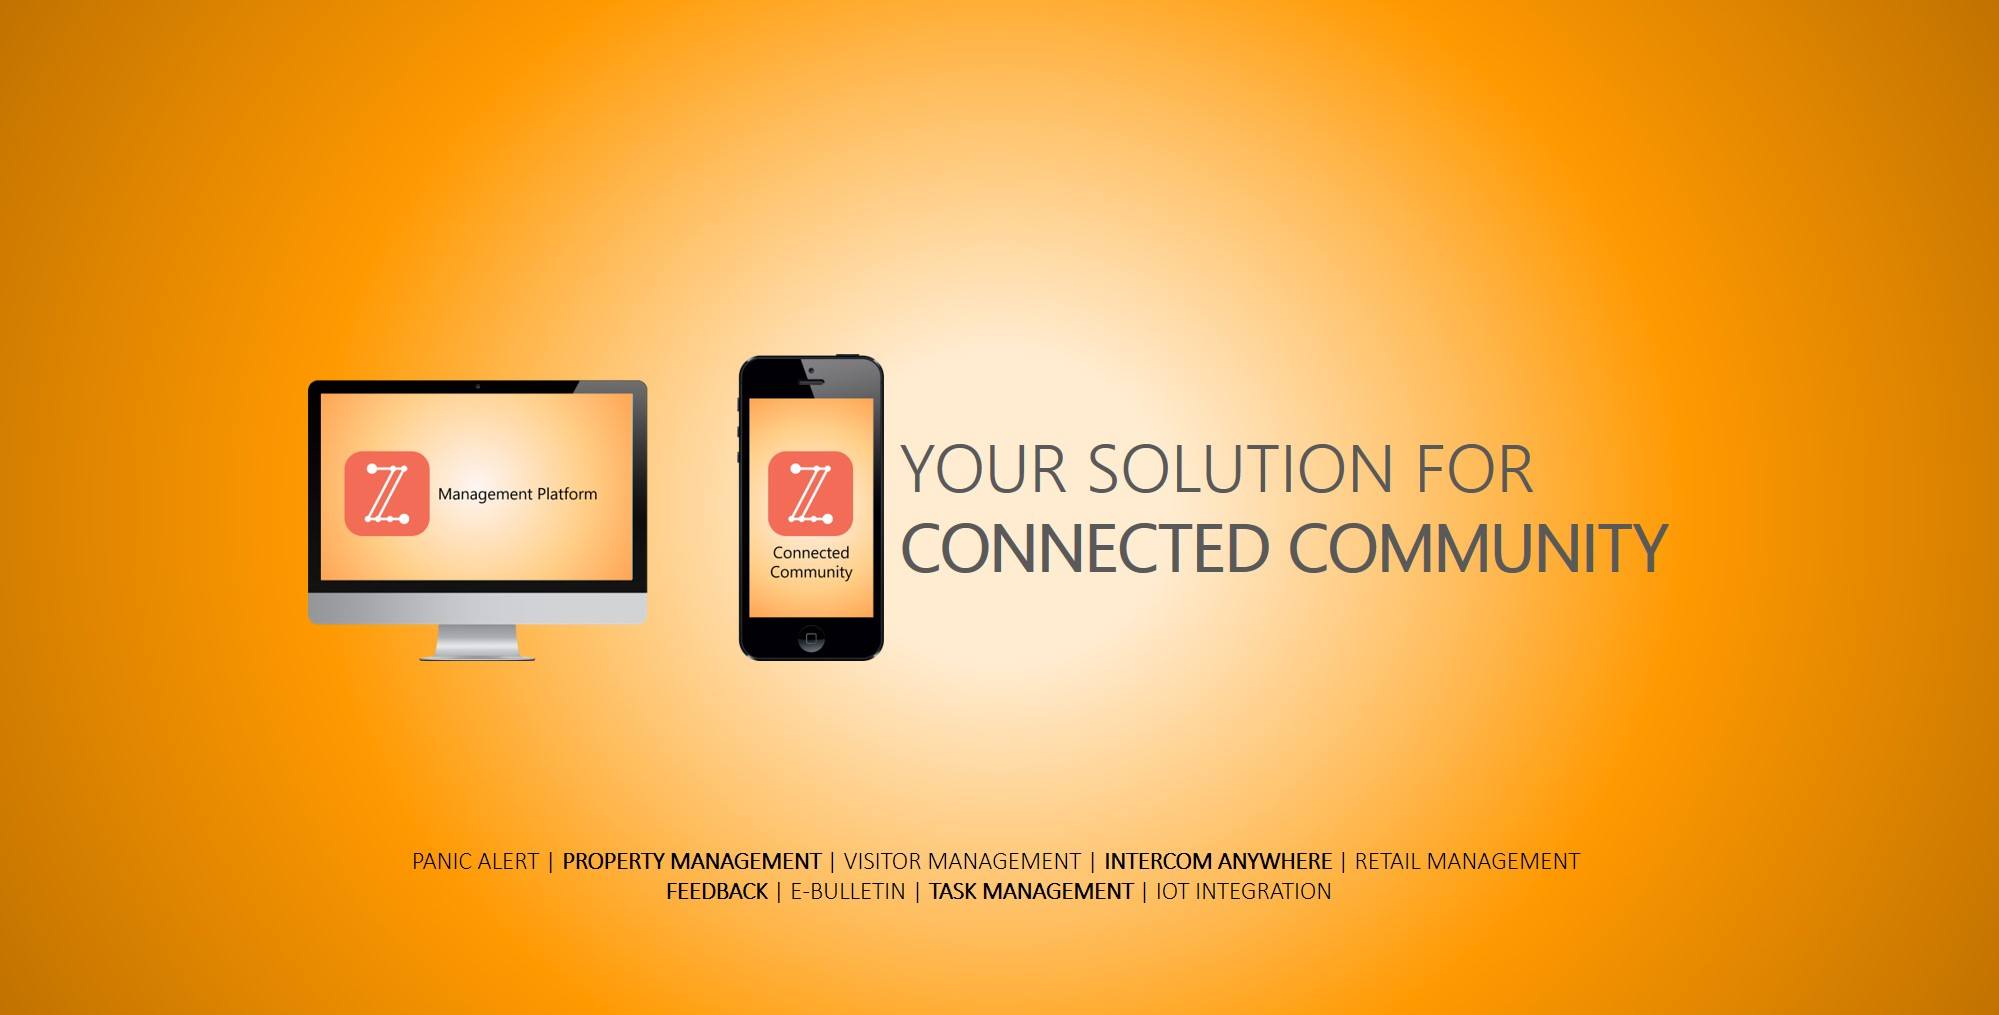 Management Platform
Connected
Community
YOUR SOLUTION FOR
CONNECTED COMMUNITY
PANIC ALERT | PROPERTY MANAGEMENT | VISITOR MANAGEMENT | INTERCOM ANYWHERE | RETAIL MANAGEMENT
FEEDBACK | E-BULLETIN | TASK MANAGEMENT | IOT INTEGRATION